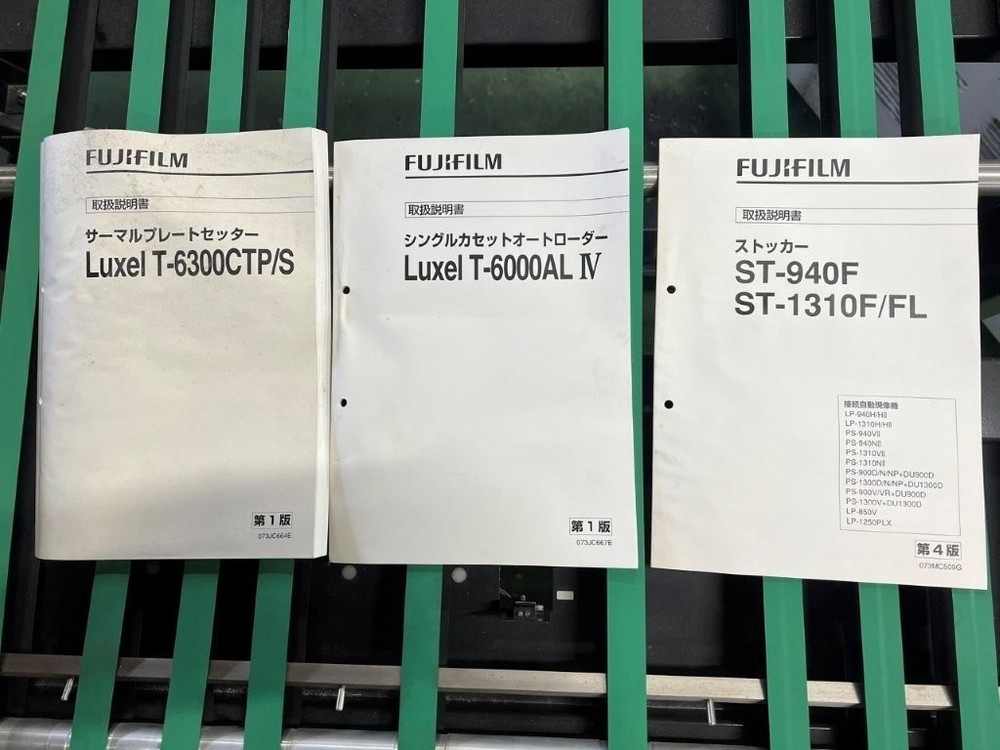 FUJIFILM
取扱説明書
サーマルプレートセッター
Luxel T-6300CTP/S
第1版
073JC664E
FUJIFILM
取扱説明書
シングルカセットオートローダー
Luxel T-6000AL Ⅳ
第1版
073JC667E
FUJIFILM
取扱説明書
ストッカー
ST-940F
ST-1310F/FL
接続自動現像機
LP-940H/HⅡ
LP-1310H/HⅡ
PS-940VⅡ
PS-940NⅡ
PS-1310VⅡ
PS-1310NⅡ
PS-900D/N/NP+DU900D
PS-1300D/N/NP+DU1300D
PS-900V/VR+DU900D
PS-1300V+DU1300D
LP-850V
LP-1250PLX
第4版
073MC509G